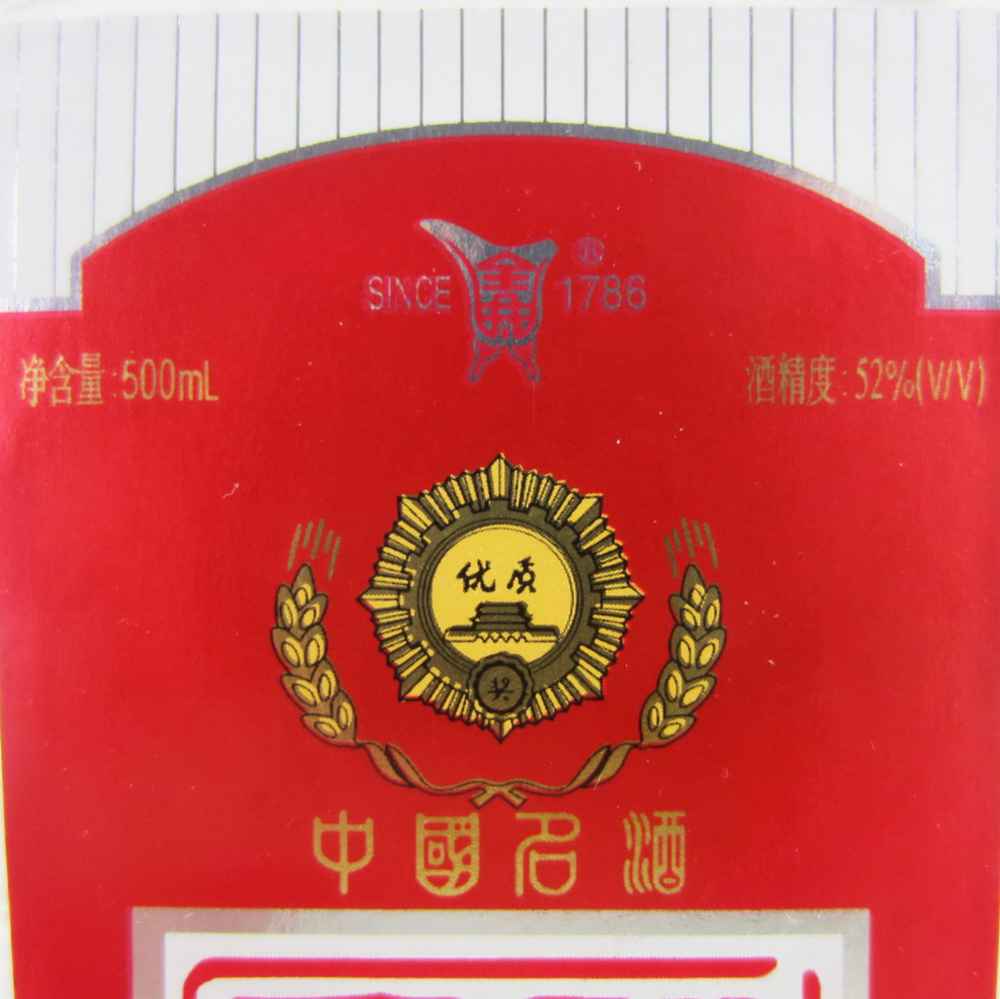 SINCE 1786
净含量:500mL
酒精度:52%(V/V)
优质
奖
中國名酒